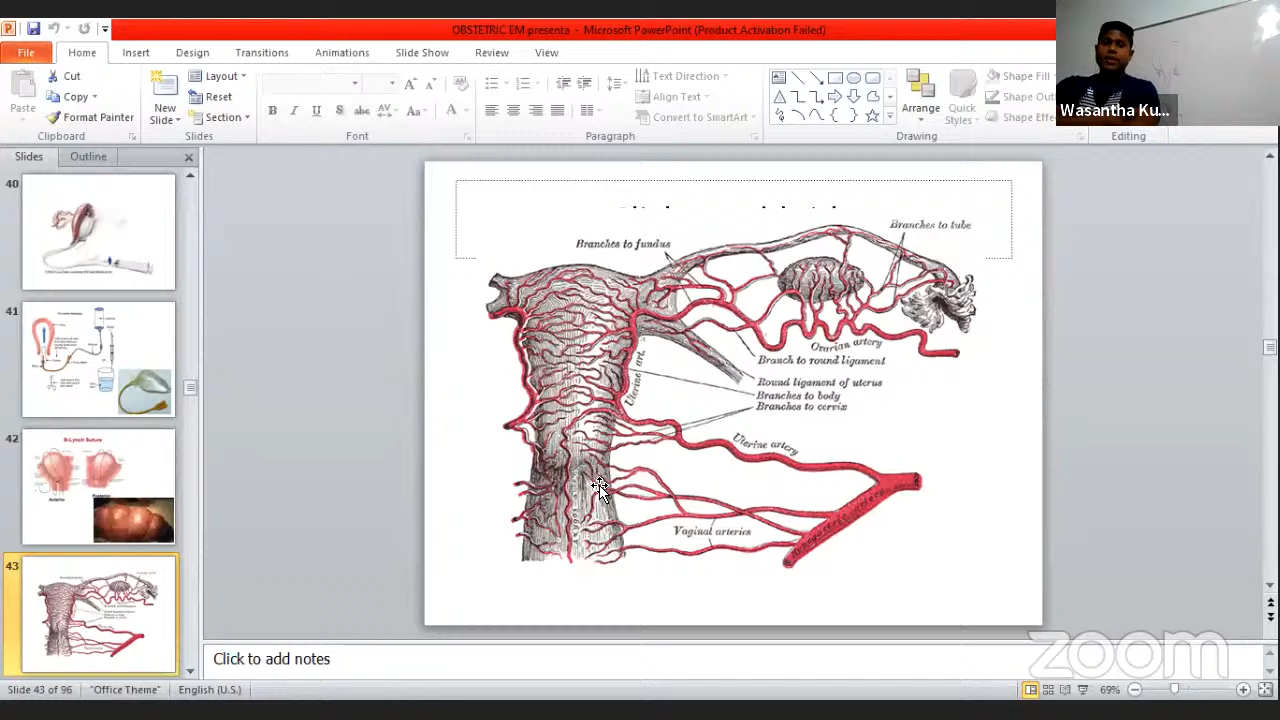 OBSTETRIC EM presenta - Microsoft PowerPoint (Product Activation Failed)
File Home Insert Design Transitions Animations Slide Show Review View
Cut
Copy
Format Painter
Paste
Clipboard
New Slide
Layout
Reset
Section
Slides
Font
Text Direction
Align Text
Convert to SmartArt
Paragraph
Arrange
Quick Styles
Shape Fill
Shape Out
Shape Effe
Drawing
Editing
Wasantha Ku...
Slides Outline
40
41
42
B-Lynch Suture
Anterior
Posterior
43
Branches to fundus
Branches to tube
Ovarian artery
Branch to round ligament
Round ligament of uterus
Branches to body
Branches to cervix
Uterine art.
Uterine artery
Vaginal arteries
Click to add notes
zoom
Slide 43 of 96 "Office Theme" English (U.S.) 69%